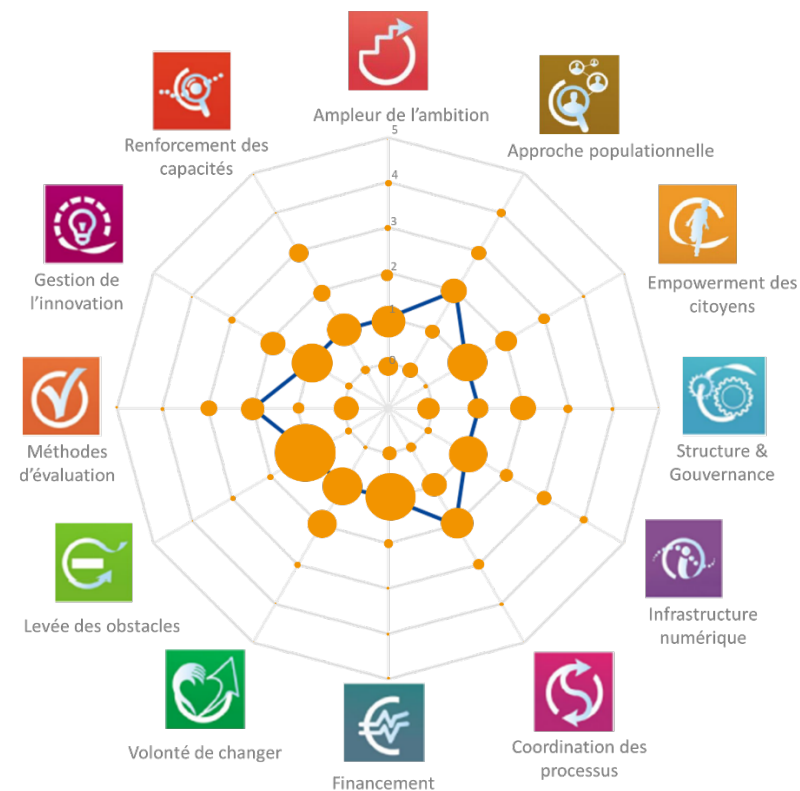 Ampleur de l’ambition
Approche populationnelle
Empowerment des
citoyens
Structure &
Gouvernance
Infrastructure
numérique
Coordination des
processus
Financement
Volonté de changer
Levée des obstacles
Méthodes
d’évaluation
Gestion de
l’innovation
Renforcement des
capacités
5
4
3
2
1
0